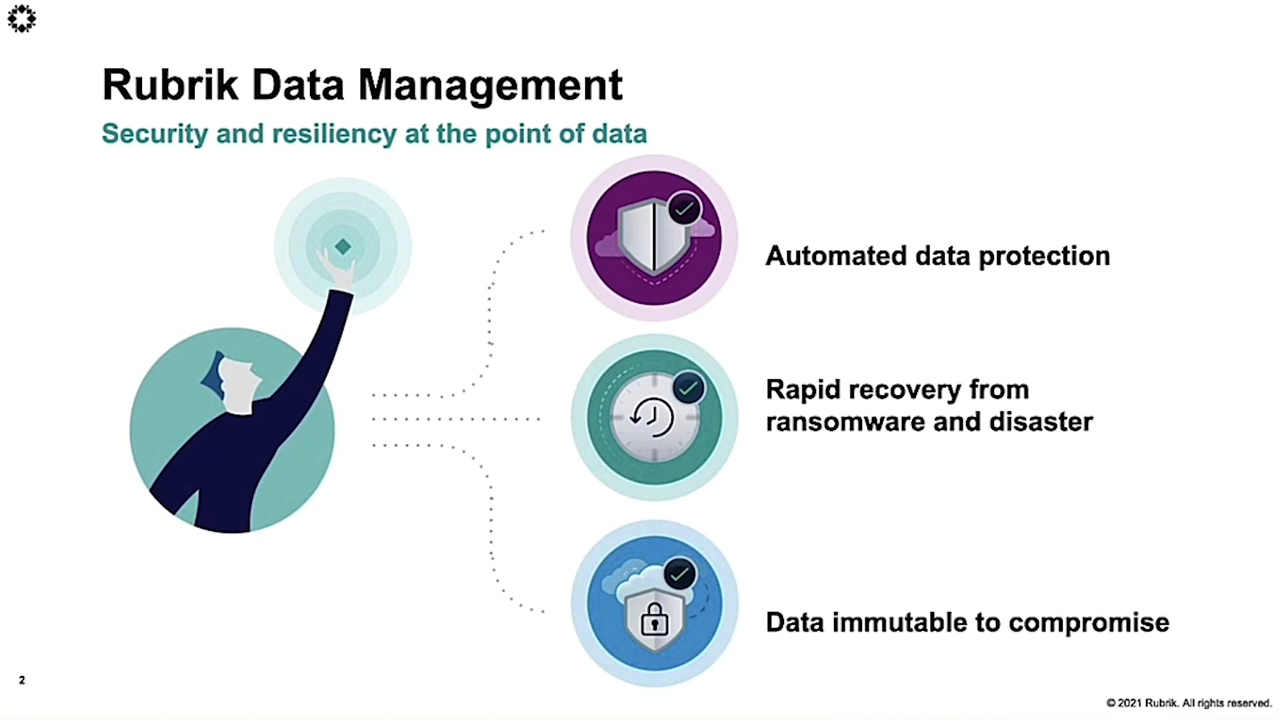 Rubrik Data Management
Security and resiliency at the point of data
Automated data protection
Rapid recovery from
ransomware and disaster
Data immutable to compromise
2
© 2021 Rubrik. All rights reserved.